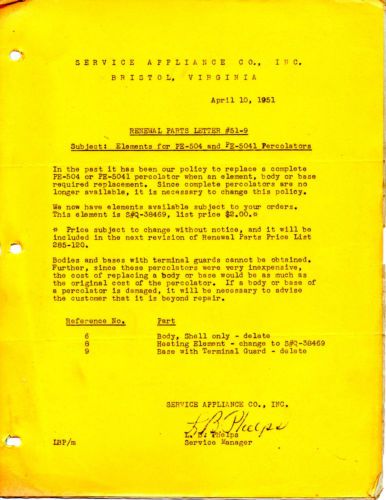 SERVICE APPLIANCE CO., INC.
BRISTOL, VIRGINIA
April 10, 1951
RENEWAL PARTS LETTER #51-9
Subject: Elements for PE-504 and PE-5041 Percolators
In the past it has been our policy to replace a complete
PE-504 or PE-5041 percolator when an element, body or base
required replacement. Since complete percolators are no
longer available, it is necessary to change this policy.
We now have elements available subject to your orders.
This element is S#Q-38469, list price $2.00.*
* Price subject to change without notice, and it will be
included in the next revision of Renewal Parts Price List
285-120.
Bodies and bases with terminal guards cannot be obtained.
Further, since these percolators were very inexpensive,
the cost of replacing a body or base would be as much as
the original cost of the percolator. If a body or base of
a percolator is damaged, it will be necessary to advise
the customer that it is beyond repair.
Reference No. Part
6 Body, Shell only - delete
8 Heating Element - change to S#Q-38469
9 Base with Terminal Guard - delete
SERVICE APPLIANCE CO., INC.
L B Phelps
L. B. Phelps
LBP/m Service Manager